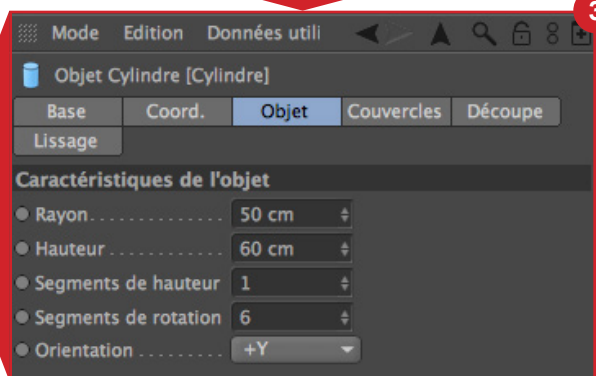 3
Mode Edition Données utili
Objet Cylindre [Cylindre]
Base Coord. Objet Couvercles Découpe
Lissage
Caractéristiques de l'objet
Rayon.............. 50 cm
Hauteur............ 60 cm
Segments de hauteur 1
Segments de rotation 6
Orientation......... +Y